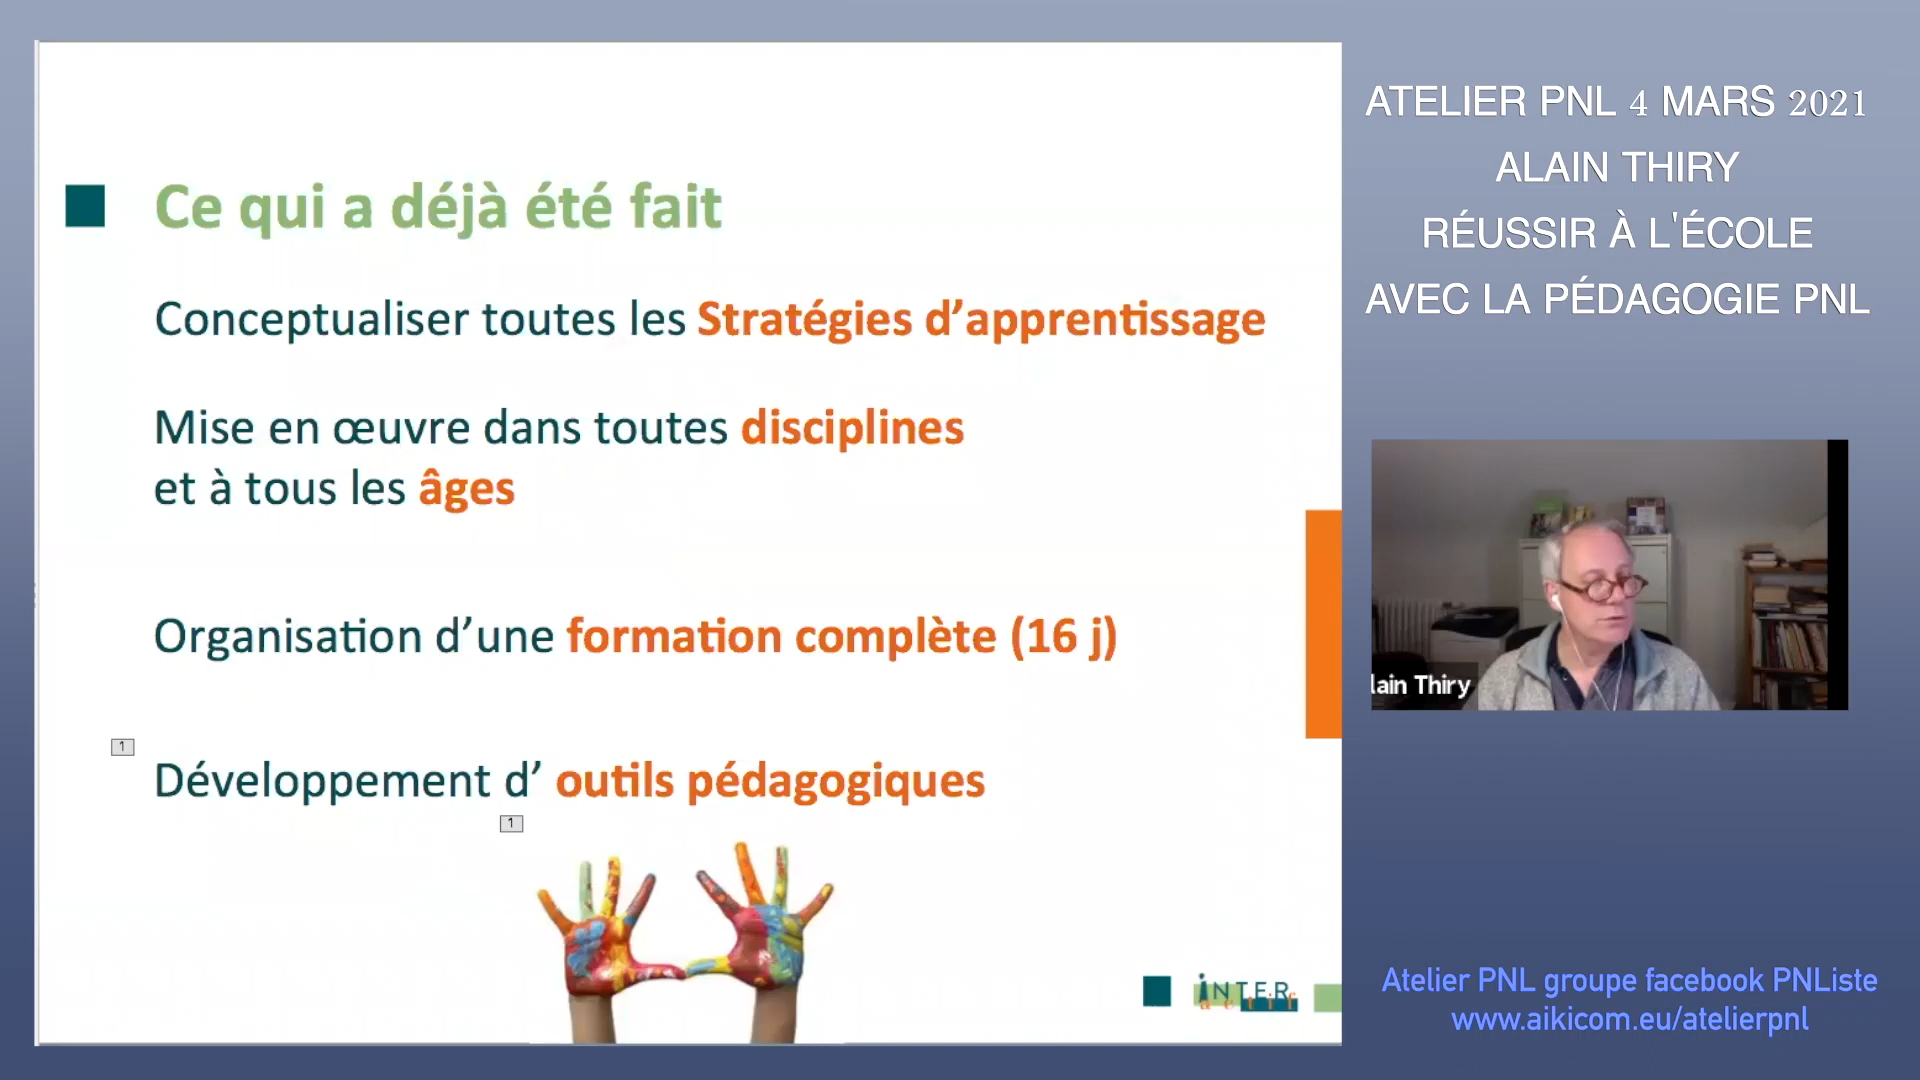 Ce qui a déjà été fait
Conceptualiser toutes les Stratégies d’apprentissage
Mise en œuvre dans toutes disciplines
et à tous les âges
Organisation d’une formation complète (16 j)
1
Développement d’ outils pédagogiques
1
INTER
actif
ATELIER PNL 4 MARS 2021
ALAIN THIRY
RÉUSSIR À L'ÉCOLE
AVEC LA PÉDAGOGIE PNL
lain Thiry
Atelier PNL groupe facebook PNListe
www.aikicom.eu/atelierpnl